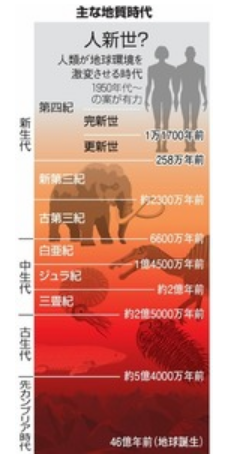 主な地質時代
人新世？
人類が地球環境を
激変させる時代
1950年代～
の案が有力
新生代
第四紀
完新世
1万1700年前
更新世
258万年前
新第三紀
約2300万年前
古第三紀
6600万年前
中生代
白亜紀
1億4500万年前
ジュラ紀
約2億年前
三畳紀
約2億5000万年前
古生代
約5億4000万年前
先カンブリア時代
46億年前(地球誕生)